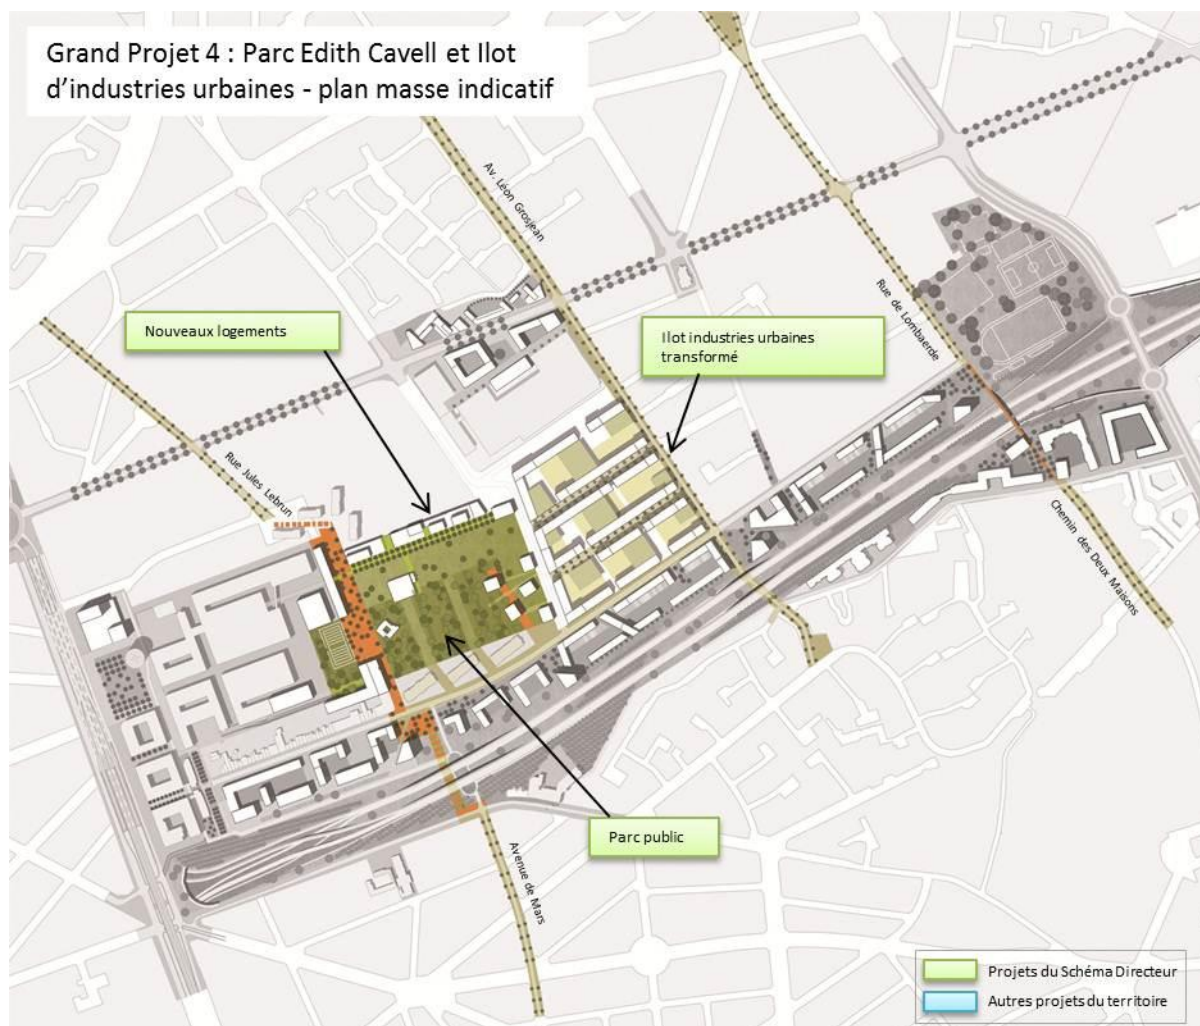 Grand Projet 4 : Parc Edith Cavell et Ilot
d'industries urbaines - plan masse indicatif
Av. Léon Grosjean
Rue de Lombaerde
Nouveaux logements
Ilot industries urbaines
transformé
Rue Jules Lebrun
Chemin des Deux Maisons
Parc public
Avenue de Mars
Projets du Schéma Directeur
Autres projets du territoire